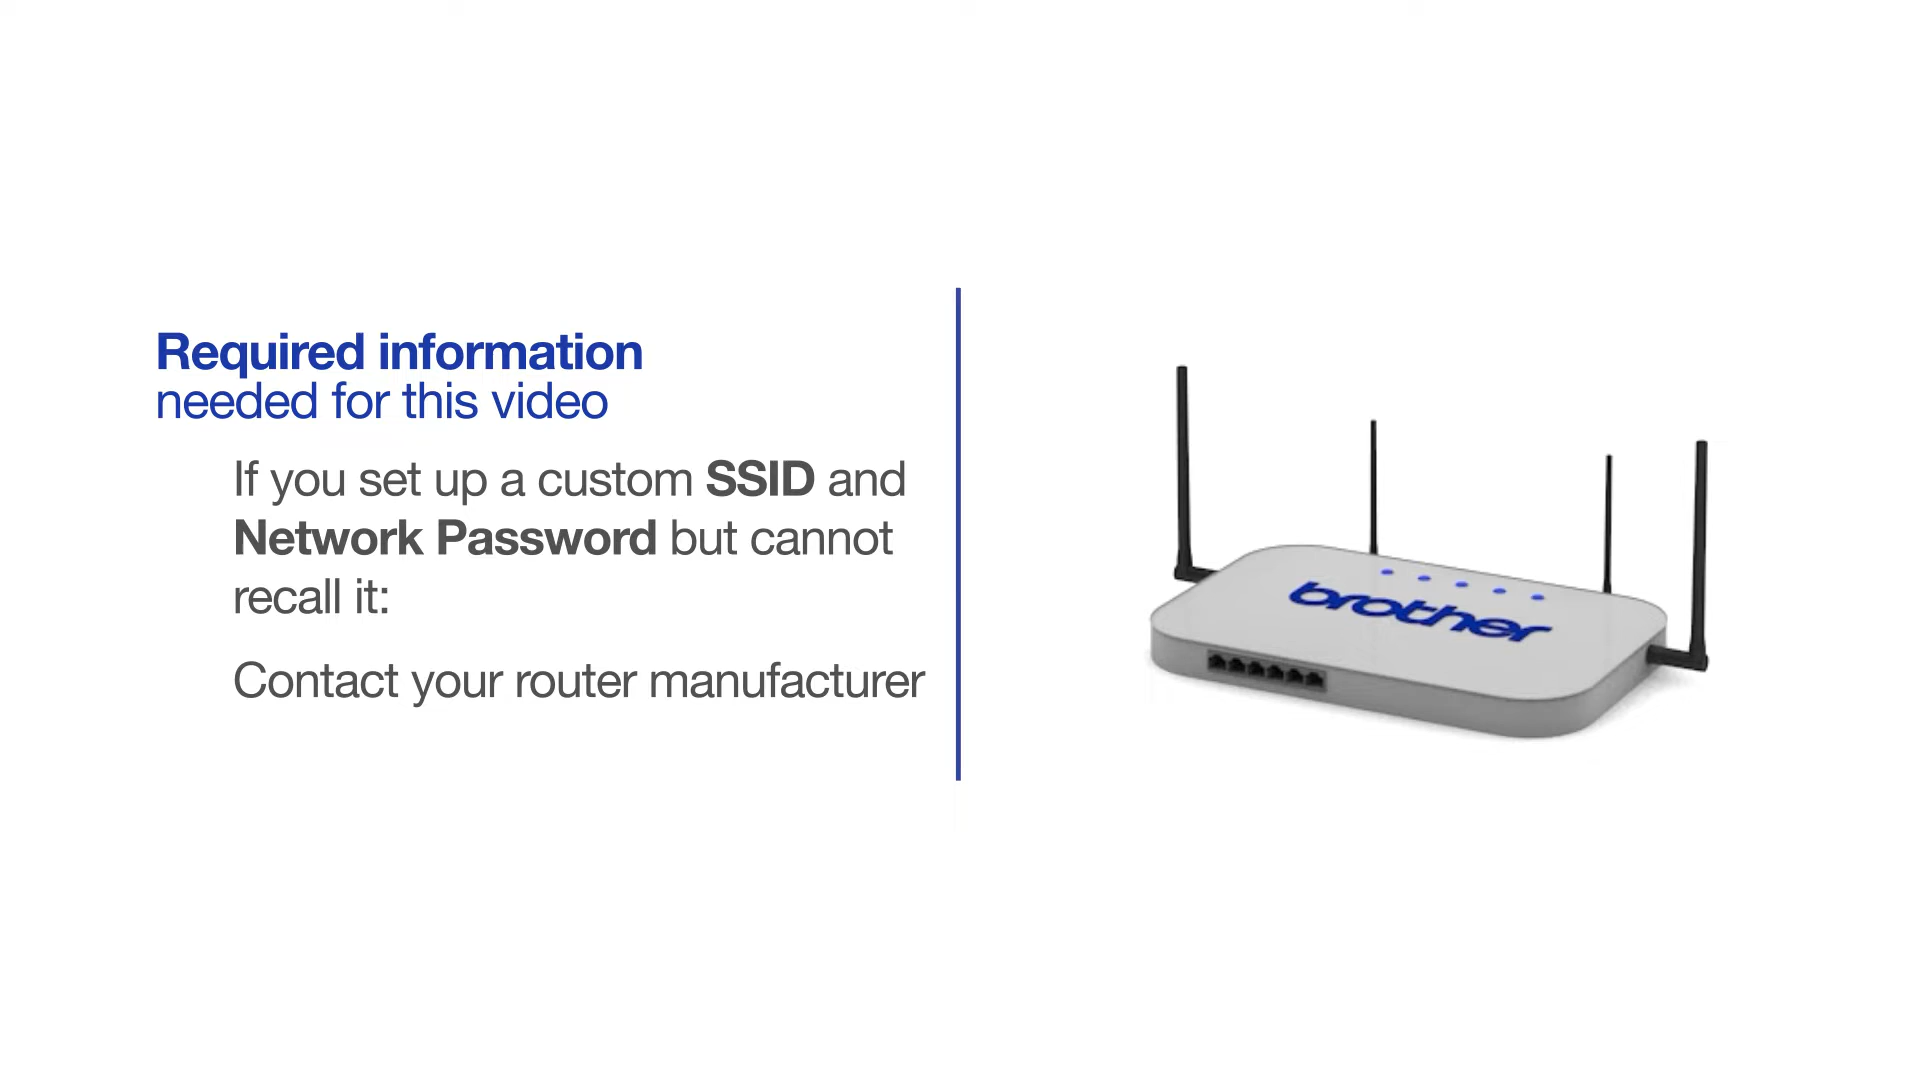 Required information
needed for this video
If you set up a custom SSID and
Network Password but cannot
recall it:
Contact your router manufacturer
brother